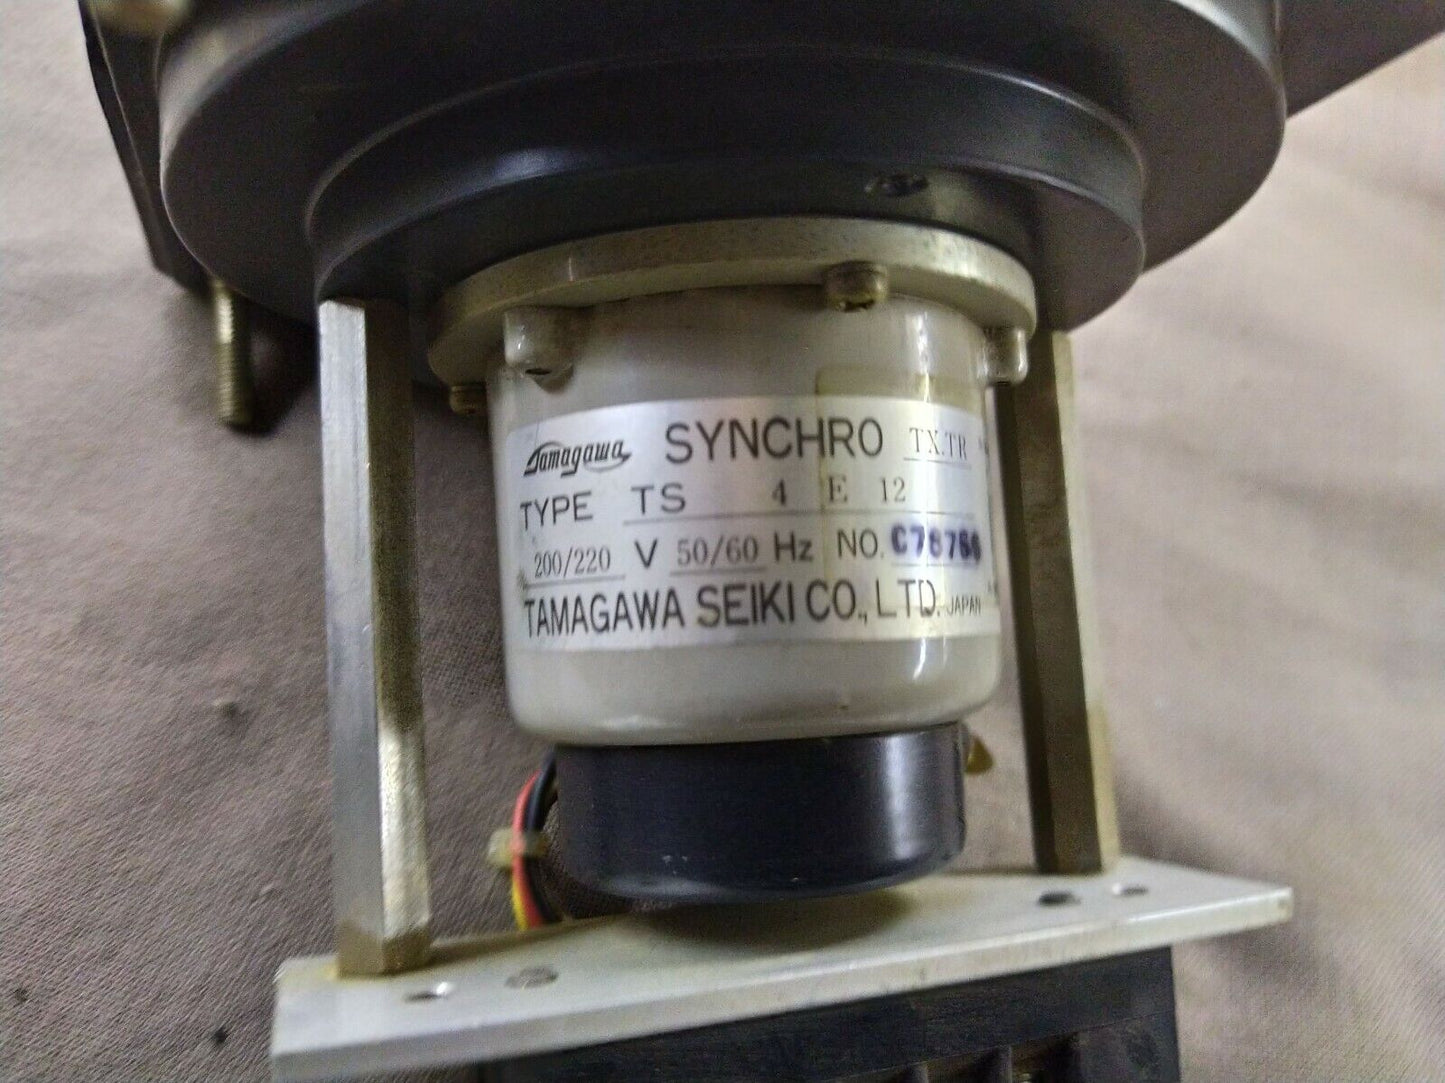 Tamagawa SYNCHRO TX.TR
TYPE TS 4 E 12
200/220 V 50/60 Hz NO. C78756
TAMAGAWA SEIKI CO., LTD. JAPAN